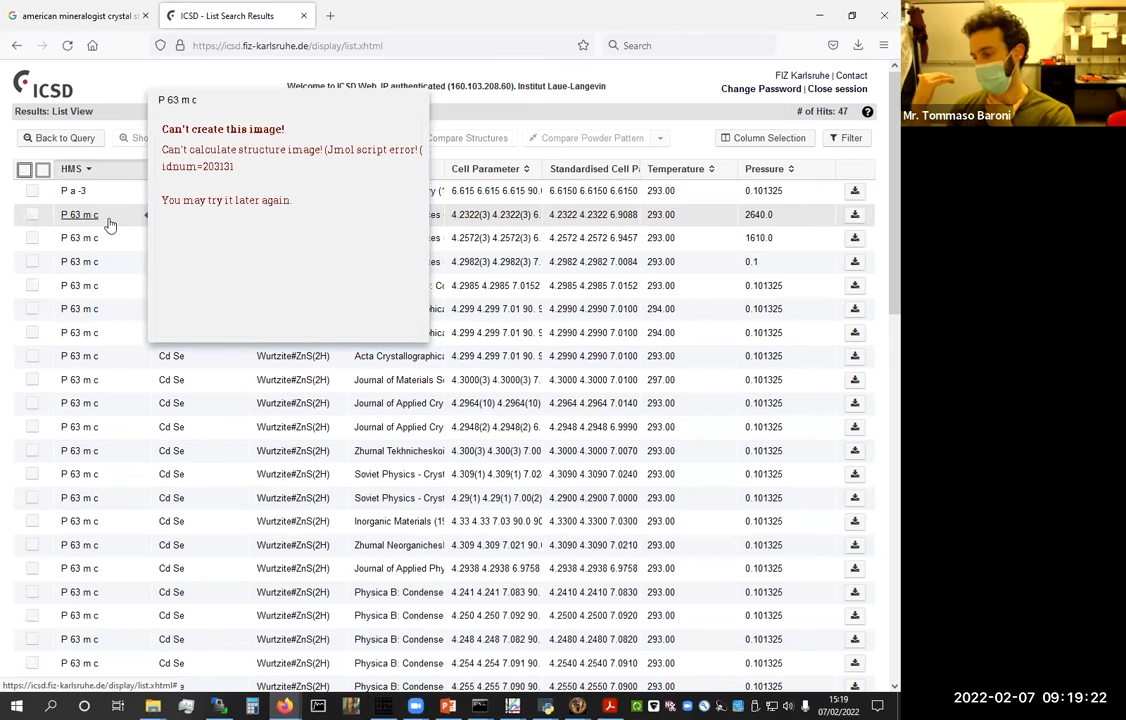 american mineralogist crystal s
ICSD - List Search Results
https://icsd.fiz-karlsruhe.de/display/list.xhtml
Search
Mr. Tommaso Baroni
ICSD
Welcome to ICSD Web. IP authenticated (160.103.208.60). Institut Laue-Langevin
FIZ Karlsruhe | Contact
Change Password | Close session
Results: List View
# of Hits: 47
Back to Query
Compare Structures
Compare Powder Pattern
Column Selection
Filter
P 63 m c
Can't create this image!
Can't calculate structure image! (Jmol script error! (
idnum=203131
You may try it later again.
HMS Cell Parameter Standardised Cell Pa Temperature Pressure
P a -3 6.615 6.615 6.615 90. 6.6150 6.6150 6.6150 293.00 0.101325
P 63 m c 4.2322(3) 4.2322(3) 6. 4.2322 4.2322 6.9088 293.00 2640.0
P 63 m c 4.2572(3) 4.2572(3) 6. 4.2572 4.2572 6.9457 293.00 1610.0
P 63 m c 4.2982(3) 4.2982(3) 7. 4.2982 4.2982 7.0084 293.00 0.1
P 63 m c 4.2985 4.2985 7.0152 4.2985 4.2985 7.0152 293.00 0.101325
P 63 m c 4.299 4.299 7.01 90. 4.2990 4.2990 7.0100 294.00 0.101325
P 63 m c 4.299 4.299 7.01 90. 4.2990 4.2990 7.0100 294.00 0.101325
P 63 m c Cd Se Wurtzite#ZnS(2H) Acta Crystallographica 4.299 4.299 7.01 90. 4.2990 4.2990 7.0100 293.00 0.101325
P 63 m c Cd Se Wurtzite#ZnS(2H) Journal of Materials Sc 4.3000(3) 4.3000(3) 7. 4.3000 4.3000 7.0100 297.00 0.101325
P 63 m c Cd Se Wurtzite#ZnS(2H) Journal of Applied Cry 4.2964(10) 4.2964(10) 4.2964 4.2964 7.0140 293.00 0.101325
P 63 m c Cd Se Wurtzite#ZnS(2H) Journal of Applied Cry 4.2948(2) 4.2948(2) 6. 4.2948 4.2948 6.9990 293.00 0.101325
P 63 m c Cd Se Wurtzite#ZnS(2H) Zhurnal Tekhnicheskoi 4.300(3) 4.300(3) 7.00 4.3000 4.3000 7.0070 293.00 0.101325
P 63 m c Cd Se Wurtzite#ZnS(2H) Soviet Physics - Cryst 4.309(1) 4.309(1) 7.02 4.3090 4.3090 7.0240 293.00 0.101325
P 63 m c Cd Se Wurtzite#ZnS(2H) Soviet Physics - Cryst 4.29(1) 4.29(1) 7.00(2) 4.2900 4.2900 7.0000 293.00 0.101325
P 63 m c Cd Se Wurtzite#ZnS(2H) Inorganic Materials (19 4.33 4.33 7.03 90.0 90 4.3300 4.3300 7.0300 293.00 0.101325
P 63 m c Cd Se Wurtzite#ZnS(2H) Zhurnal Neorganichesk 4.309 4.309 7.021 90. 4.3090 4.3090 7.0210 293.00 0.101325
P 63 m c Cd Se Wurtzite#ZnS(2H) Journal of Applied Phy 4.2938 4.2938 6.9758 4.2938 4.2938 6.9758 293.00 0.101325
P 63 m c Cd Se Wurtzite#ZnS(2H) Physica B: Condense 4.241 4.241 7.083 90. 4.2410 4.2410 7.0830 293.00 0.101325
P 63 m c Cd Se Wurtzite#ZnS(2H) Physica B: Condense 4.250 4.250 7.092 90. 4.2500 4.2500 7.0920 293.00 0.101325
P 63 m c Cd Se Wurtzite#ZnS(2H) Physica B: Condense 4.248 4.248 7.082 90. 4.2480 4.2480 7.0820 293.00 0.101325
P 63 m c Cd Se Wurtzite#ZnS(2H) Physica B: Condense 4.254 4.254 7.091 90. 4.2540 4.2540 7.0910 293.00 0.101325
https://icsd.fiz-karlsruhe.de/display/list.xhtml#
Cd Se Wurtzite#ZnS(2H) Physica B: Condense 4.255 4.255 7.090 90. 4.2550 4.2550 7.0900 293.00 0.101325
15:19
07/02/2022
2022-02-07 09:19:22